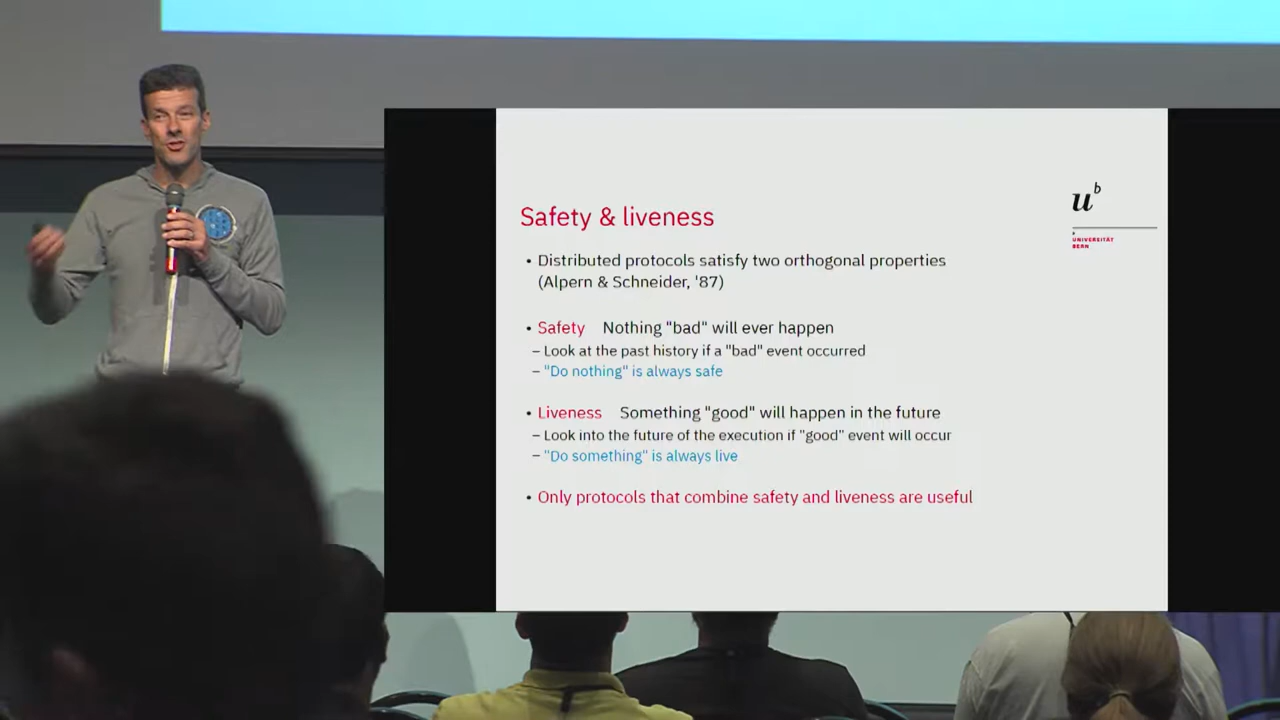 Safety & liveness
• Distributed protocols satisfy two orthogonal properties
(Alpern & Schneider, '87)
• Safety Nothing "bad" will ever happen
– Look at the past history if a "bad" event occurred
– "Do nothing" is always safe
• Liveness Something "good" will happen in the future
– Look into the future of the execution if "good" event will occur
– "Do something" is always live
• Only protocols that combine safety and liveness are useful
u^b
b
UNIVERSITÄT
BERN